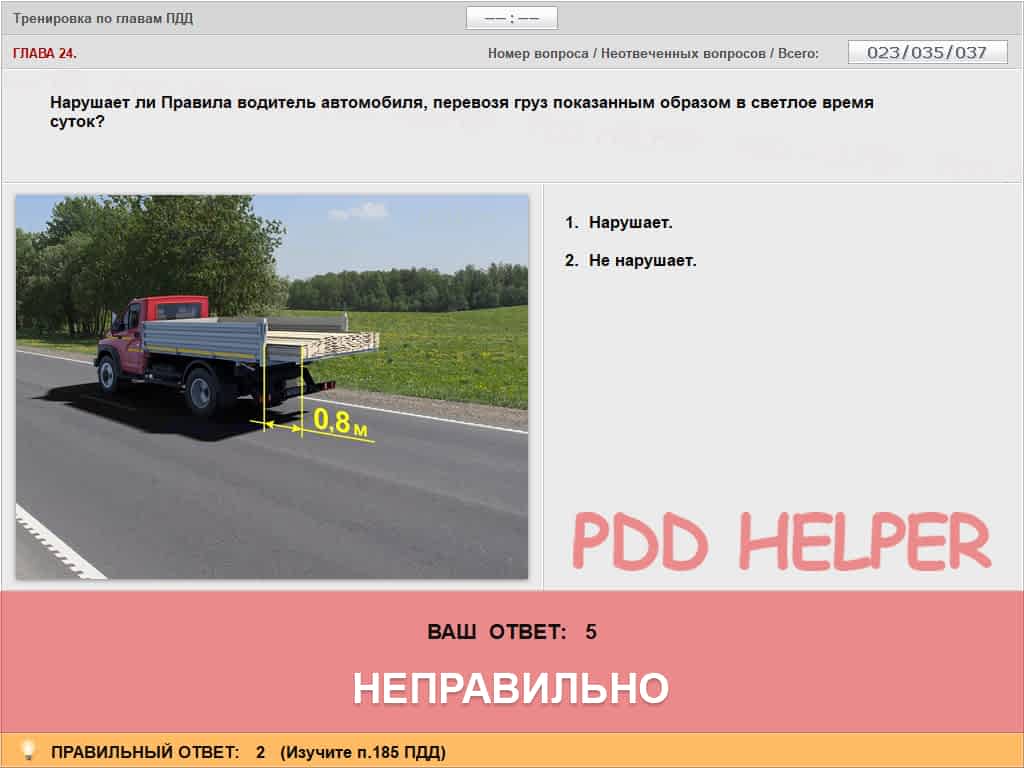 Тренировка по главам ПДД
—— : ——
ГЛАВА 24.
Номер вопроса / Неотвеченных вопросов / Всего: 023/035/037
Нарушает ли Правила водитель автомобиля, перевозя груз показанным образом в светлое время
суток?
1. Нарушает.
2. Не нарушает.
0,8 м
PDD HELPER
ВАШ ОТВЕТ: 5
НЕПРАВИЛЬНО
ПРАВИЛЬНЫЙ ОТВЕТ: 2 (Изучите п.185 ПДД)